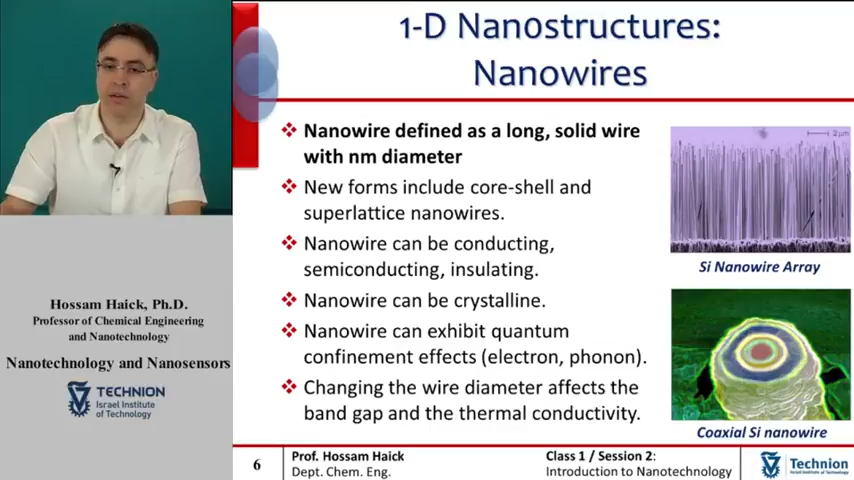 1-D Nanostructures:
Nanowires
❖ Nanowire defined as a long, solid wire
with nm diameter
❖ New forms include core-shell and
superlattice nanowires.
❖ Nanowire can be conducting,
semiconducting, insulating.
❖ Nanowire can be crystalline.
❖ Nanowire can exhibit quantum
confinement effects (electron, phonon).
❖ Changing the wire diameter affects the
band gap and the thermal conductivity.
2µm
Si Nanowire Array
Coaxial Si nanowire
Hossam Haick, Ph.D.
Professor of Chemical Engineering
and Nanotechnology
Nanotechnology and Nanosensors
TECHNION
Israel Institute
of Technology
6
Prof. Hossam Haick
Dept. Chem. Eng.
Class 1 / Session 2:
Introduction to Nanotechnology
Technion
Israel Institute of Technology